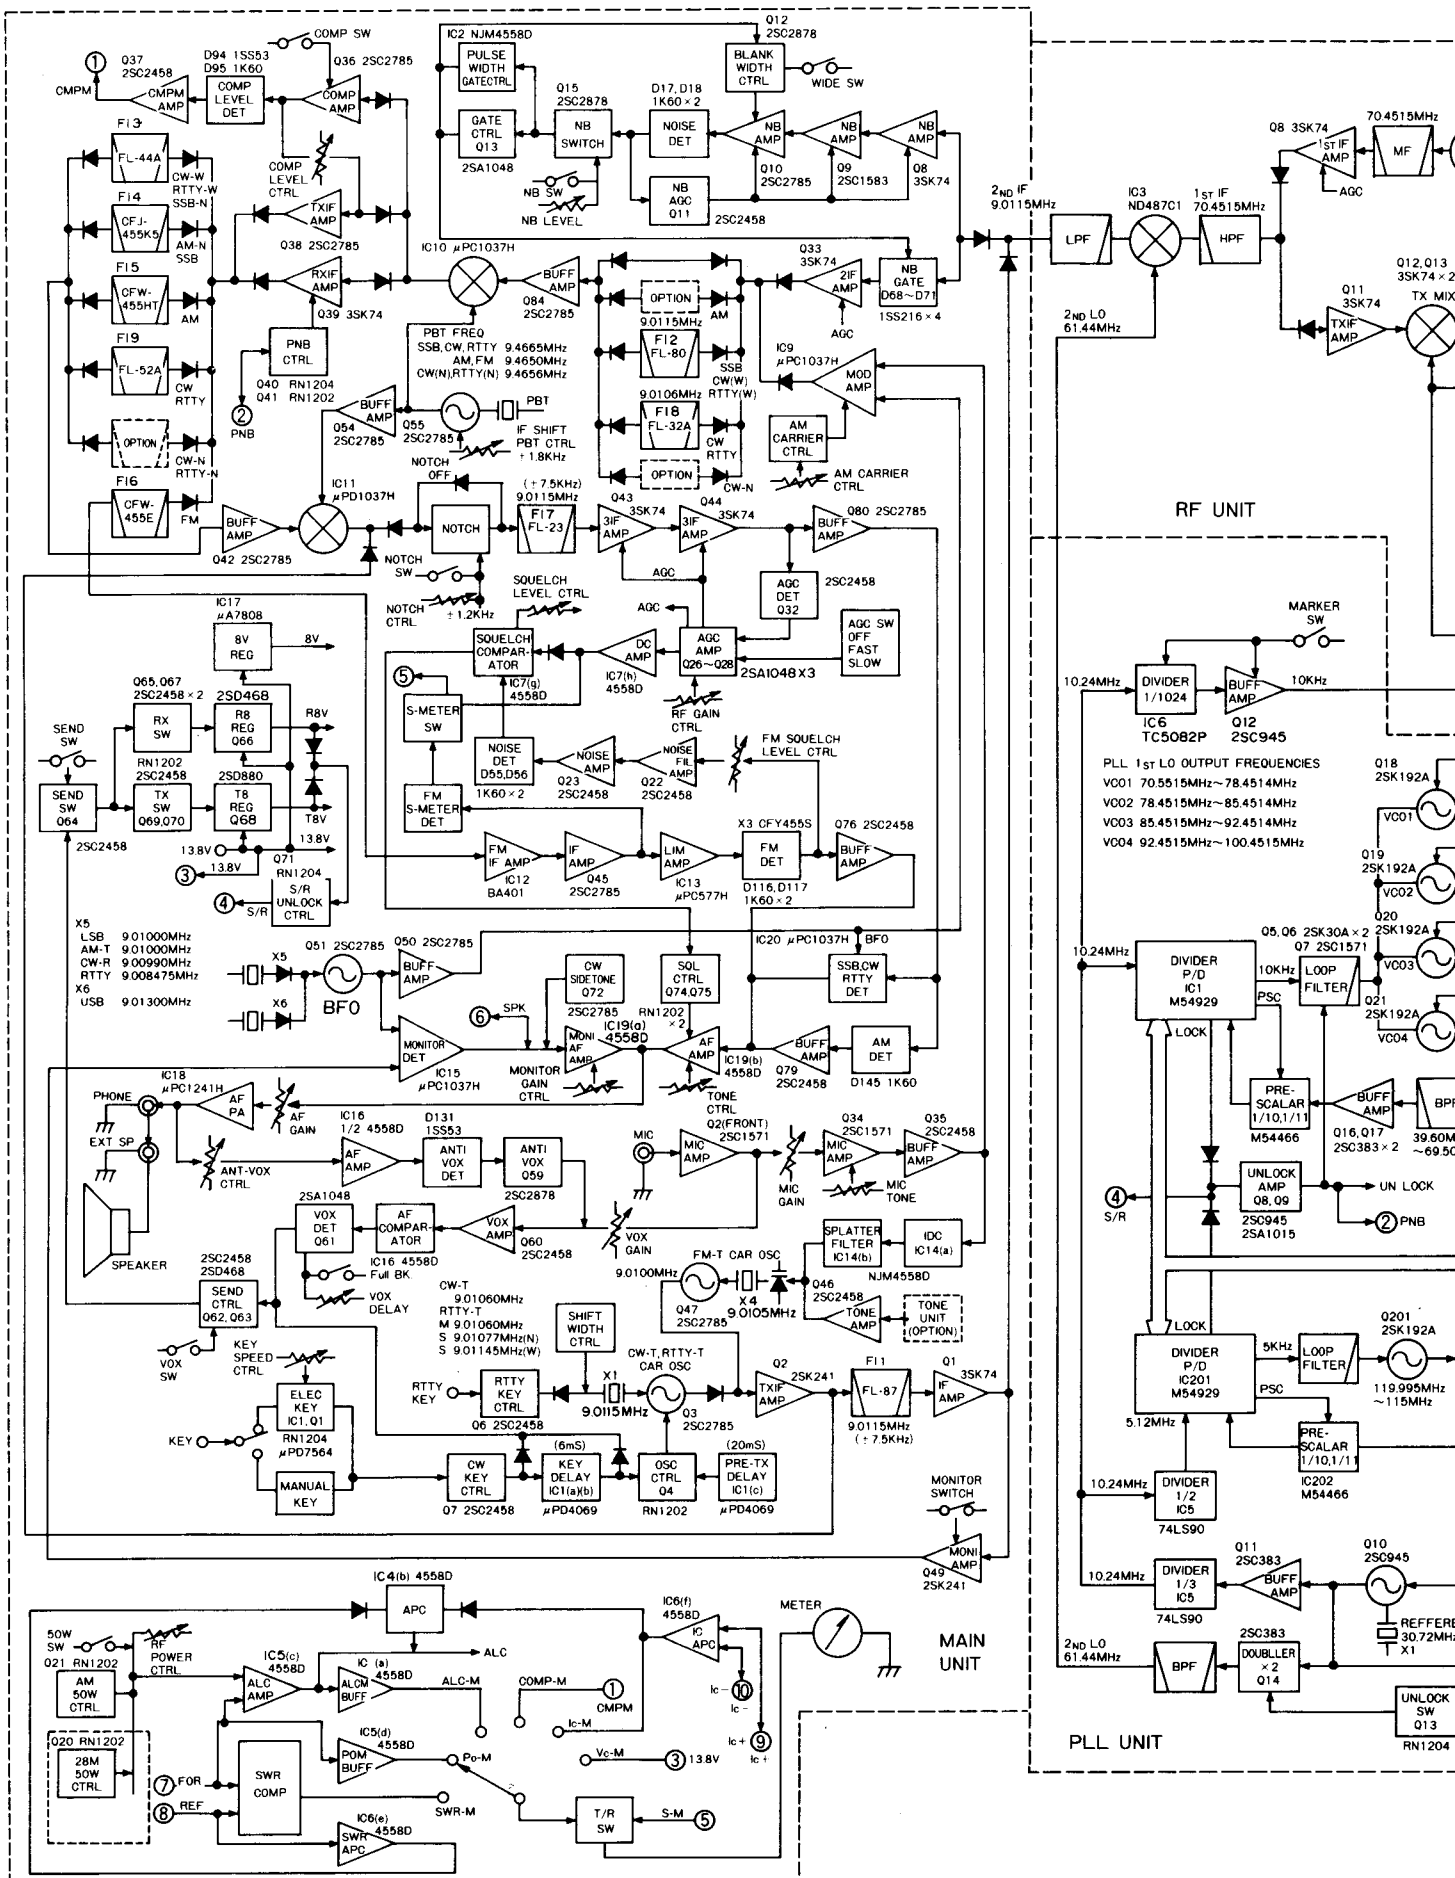 Q37
2SC2458
1
CMPM
CMPM
AMP
D94 1SS53
D95 1K60
COMP
LEVEL
DET
COMP SW
Q36 2SC2785
COMP
AMP
COMP
LEVEL
CTRL
IC2 NJM4558D
PULSE
WIDTH
GATECTRL
GATE
CTRL
Q13
2SA1048
Q15
2SC2878
NB
SWITCH
NB SW
NB LEVEL
D17, D18
1K60×2
NOISE
DET
NB
AGC
Q11
2SC2458
Q12
2SC2878
BLANK
WIDTH
CTRL
WIDE SW
NB
AMP
Q10
2SC2785
NB
AMP
Q9
2SC1583
NB
AMP
Q8
3SK74
F13
FL-44A
CW-W
RTTY-W
SSB-N
F14
CFJ-
455K5
AM-N
SSB
F15
CFW-
455HT
AM
F19
FL-52A
CW
RTTY
OPTION
CW-N
RTTY-N
F16
CFW-
455E
FM
TXIF
AMP
Q38 2SC2785
RXIF
AMP
Q39 3SK74
PNB
CTRL
Q40 RN1204
Q41 RN1202
2
PNB
IC10 μPC1037H
BUFF
AMP
Q84
2SC2785
PBT FREQ
SSB,CW,RTTY 9.4665MHz
AM,FM 9.4650MHz
CW(N),RTTY(N) 9.4656MHz
BUFF
AMP
Q54
2SC2785
Q55
2SC2785
PBT
IF SHIFT
PBT CTRL
±1.8KHz
OPTION
AM
9.0115MHz
F12
FL-80
SSB
CW(W)
RTTY(W)
9.0106MHz
F18
FL-32A
CW
RTTY
OPTION
CW-N
Q33
3SK74
2IF
AMP
AGC
NB
GATE
D68~D71
1SS216×4
IC9
μPC1037H
MOD
AMP
AM
CARRIER
CTRL
AM CARRIER
CTRL
2ND IF
9.0115MHz
LPF
IC3
ND487C1
1ST IF
70.4515MHz
HPF
2ND LO
61.44MHz
Q8 3SK74
1ST IF
AMP
AGC
70.4515MHz
MF
Q11
3SK74
TXIF
AMP
Q12,Q13
3SK74×2
TX MIX
RF UNIT
BUFF
AMP
Q42 2SC2785
IC11
μPD1037H
NOTCH
OFF
NOTCH
NOTCH
SW
NOTCH
CTRL
±1.2KHz
(±7.5KHz)
9.0115MHz
F17
FL-23
Q43
3SK74
3IF
AMP
Q44
3SK74
3IF
AMP
AGC
Q80 2SC2785
BUFF
AMP
AGC
DET
Q32
2SC2458
SQUELCH
LEVEL CTRL
SQUELCH
COMPAR-
ATOR
IC7(g)
4558D
DC
AMP
IC7(h)
4558D
AGC
AGC
AMP
Q26~Q28
2SA1048×3
RF GAIN
CTRL
AGC SW
OFF
FAST
SLOW
IC17
μA7808
8V
REG
8V
Q65,Q67
2SC2458×2
RX
SW
RN1202
2SC2458
TX
SW
Q69,Q70
2SD468
R8
REG
Q66
R8V
2SD880
T8
REG
Q68
T8V
SEND
SW
SEND
SW
Q64
2SC2458
13.8V
13.8V
3
13.8V
Q71
RN1204
S/R
UNLOCK
CTRL
4
S/R
5
S-METER
SW
NOISE
DET
D55,D56
1K60×2
NOISE
AMP
Q23
2SC2458
NOISE
FIL
AMP
Q22
2SC2458
FM SQUELCH
LEVEL CTRL
FM
S-METER
DET
FM
IF AMP
IC12
BA401
IF
AMP
Q45
2SC2785
LIM
AMP
IC13
μPC577H
X3 CFY455S
FM
DET
D116,D117
1K60×2
Q76 2SC2458
BUFF
AMP
MARKER
SW
10.24MHz
DIVIDER
1/1024
IC6
TC5082P
BUFF
AMP
Q12
2SC945
10KHz
PLL 1ST LO OUTPUT FREQUENCIES
VCO1 70.5515MHz~78.4514MHz
VCO2 78.4515MHz~85.4514MHz
VCO3 85.4515MHz~92.4514MHz
VCO4 92.4515MHz~100.4515MHz
Q18
2SK192A
VCO1
Q19
2SK192A
VCO2
Q20
2SK192A
VCO3
Q21
2SK192A
VCO4
X5
LSB 9.01000MHz
AM-T 9.01000MHz
CW-R 9.00990MHz
RTTY 9.008475MHz
X6
USB 9.01300MHz
X5
X6
Q51 2SC2785
BFO
Q50 2SC2785
BUFF
AMP
MONITOR
DET
IC15
μPC1037H
6
SPK
CW
SIDETONE
Q72
2SC2785
MONI
AF
AMP
IC19(a)
4558D
MONITOR
GAIN
CTRL
SQL
CTRL
Q74,Q75
RN1202
×2
AF
AMP
IC19(b)
4558D
TONE
CTRL
IC20 μPC1037H
BFO
SSB,CW
RTTY
DET
BUFF
AMP
Q79
2SC2458
AM
DET
D145 1K60
10.24MHz
DIVIDER
P/D
IC1
M54929
10KHz
PSC
LOCK
Q5,Q6 2SK30A×2
Q7 2SC1571
LOOP
FILTER
PRE-
SCALAR
1/10,1/11
M54466
BUFF
AMP
Q16,Q17
2SC383×2
BPF
39.60M
~69.50
PHONE
EXT SP
SPEAKER
IC18
μPC1241H
AF
PA
AF
GAIN
ANT-VOX
CTRL
IC16
1/2 4558D
AF
AMP
D131
1SS53
ANTI
VOX
DET
ANTI
VOX
Q59
2SC2878
MIC
Q2(FRONT)
2SC1571
MIC
AMP
MIC
GAIN
Q34
2SC1571
MIC
AMP
MIC
TONE
Q35
2SC2458
BUFF
AMP
2SA1048
VOX
DET
Q61
AF
COMPAR-
ATOR
IC16 4558D
VOX
AMP
Q60
2SC2458
VOX
GAIN
Full BK
VOX
DELAY
2SC2458
2SD468
SEND
CTRL
Q62,Q63
VOX
SW
KEY
SPEED
CTRL
SPLATTER
FILTER
IC14(b)
IDC
IC14(a)
NJM4558D
FM-T CAR OSC
9.0100MHz
Q47
2SC2785
X4
9.0105MHz
Q46
2SC2458
TONE
AMP
TONE
UNIT
(OPTION)
UNLOCK
AMP
Q8,Q9
2SC945
2SA1015
4
S/R
UN LOCK
2 PNB
CW-T
9.01060MHz
RTTY-T
M 9.01060MHz
S 9.01077MHz(N)
S 9.01145MHz(W)
SHIFT
WIDTH
CTRL
CW-T,RTTY-T
CAR OSC
RTTY
KEY
RTTY
KEY
CTRL
Q6 2SC2458
X1
9.0115MHz
Q3
2SC2785
Q2
2SK241
TXIF
AMP
F11
FL-87
9.0115MHz
(±7.5KHz)
Q1
3SK74
IF
AMP
KEY
ELEC
KEY
IC1,Q1
RN1204
μPD7564
MANUAL
KEY
CW
KEY
CTRL
Q7 2SC2458
(6mS)
KEY
DELAY
IC1(a)(b)
μPD4069
OSC
CTRL
Q4
RN1202
(20mS)
PRE-TX
DELAY
IC1(c)
μPD4069
MONITOR
SWITCH
MONI
AMP
Q49
2SK241
LOCK
DIVIDER
P/D
IC201
M54929
5.12MHz
5KHz
PSC
LOOP
FILTER
Q201
2SK192A
119.995MHz
~115MHz
PRE-
SCALAR
1/10,1/11
IC202
M54466
10.24MHz
DIVIDER
1/2
IC5
74LS90
10.24MHz
DIVIDER
1/3
IC5
74LS90
Q11
2SC383
BUFF
AMP
Q10
2SC945
REFFERE
30.72MHz
X1
2ND LO
61.44MHz
BPF
2SC383
DOUBLLER
×2
Q14
UNLOCK
SW
Q13
RN1204
PLL UNIT
IC4(b) 4558D
APC
50W
SW
RF
POWER
CTRL
Q21 RN1202
AM
50W
CTRL
Q20 RN1202
28M
50W
CTRL
IC5(c)
4558D
ALC
AMP
ALC
IC (a)
4558D
ALCM
BUFF
ALC-M
IC5(d)
4558D
POM
BUFF
Po-M
7 FOR
8 REF
SWR
COMP
SWR-M
IC6(e)
4558D
SWR
APC
COMP-M
1
CMPM
Ic-M
Vc-M
3 13.8V
T/R
SW
S-M
5
IC6(f)
4558D
IC
APC
Ic-
10
Ic-
Ic+
9
Ic+
METER
MAIN
UNIT